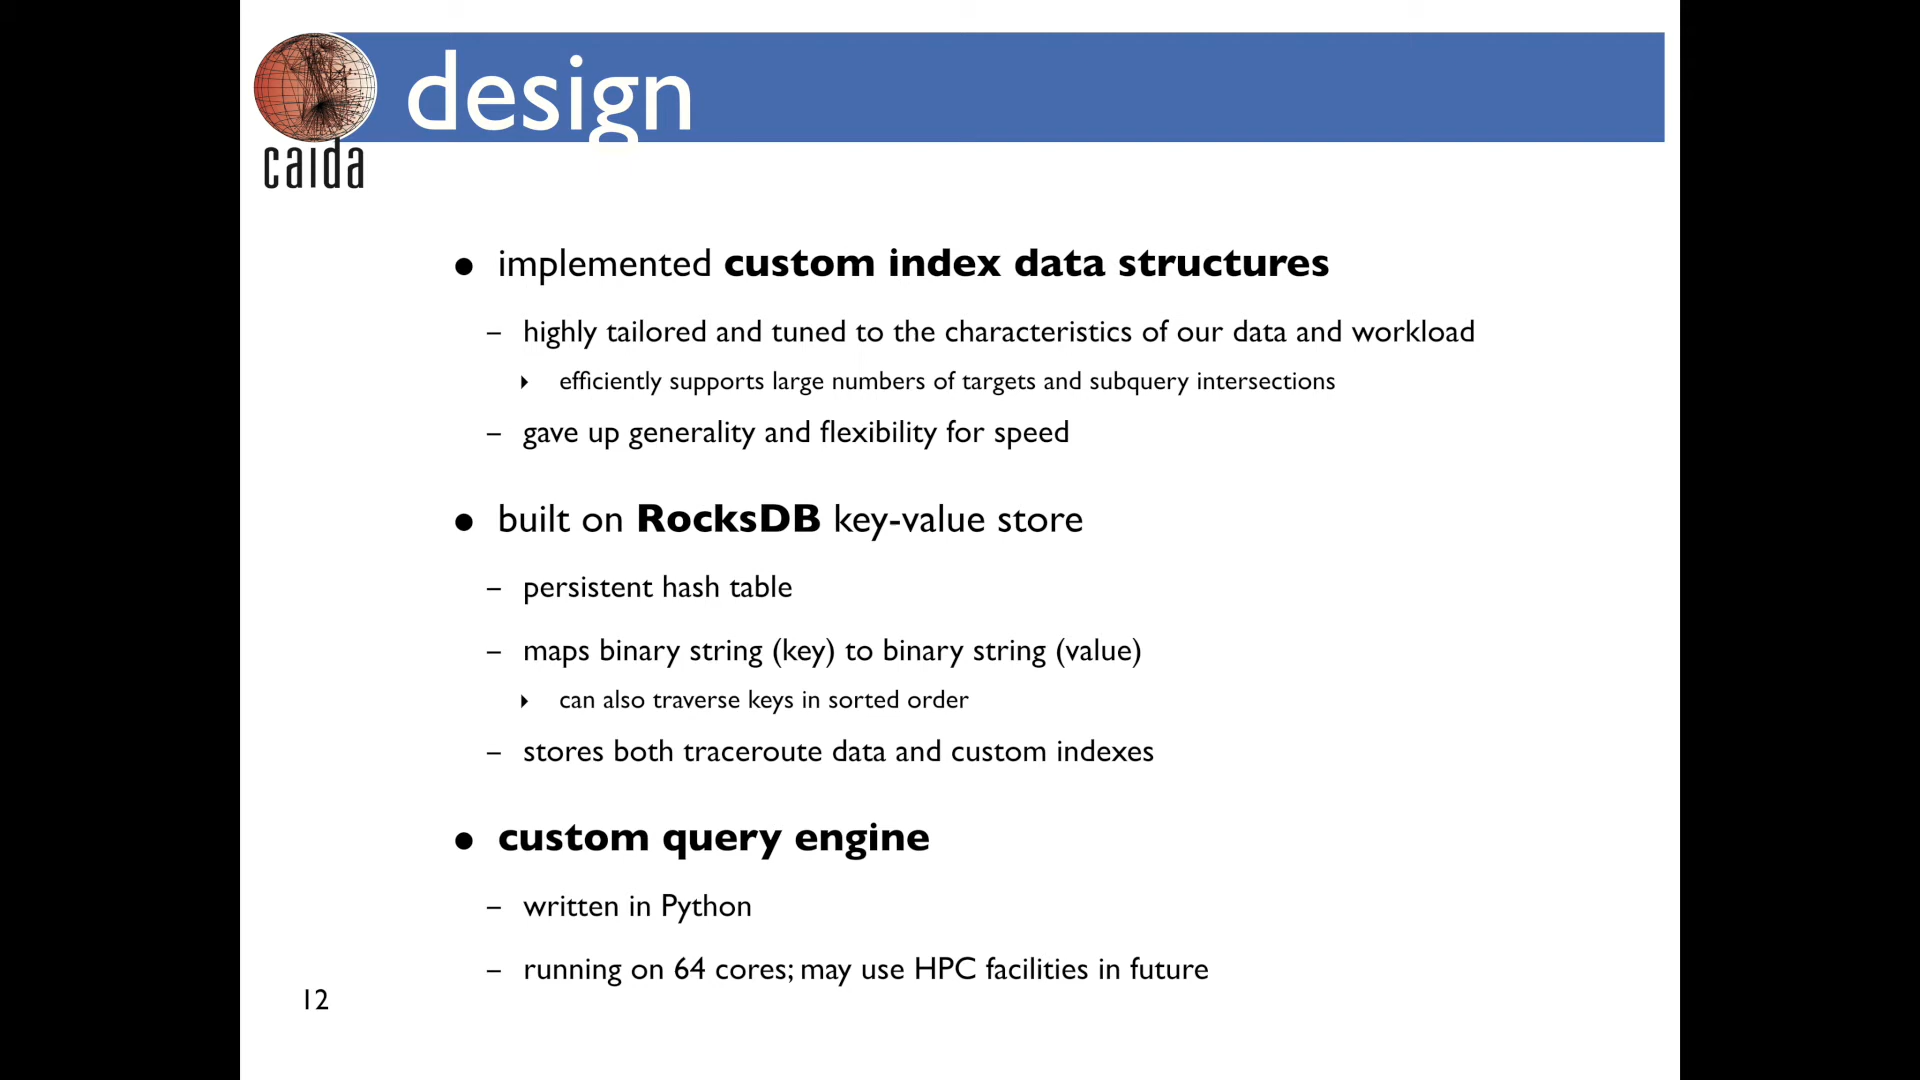 design
caida
● implemented custom index data structures
– highly tailored and tuned to the characteristics of our data and workload
‣ efficiently supports large numbers of targets and subquery intersections
– gave up generality and flexibility for speed
● built on RocksDB key-value store
– persistent hash table
– maps binary string (key) to binary string (value)
‣ can also traverse keys in sorted order
– stores both traceroute data and custom indexes
● custom query engine
– written in Python
– running on 64 cores; may use HPC facilities in future
12